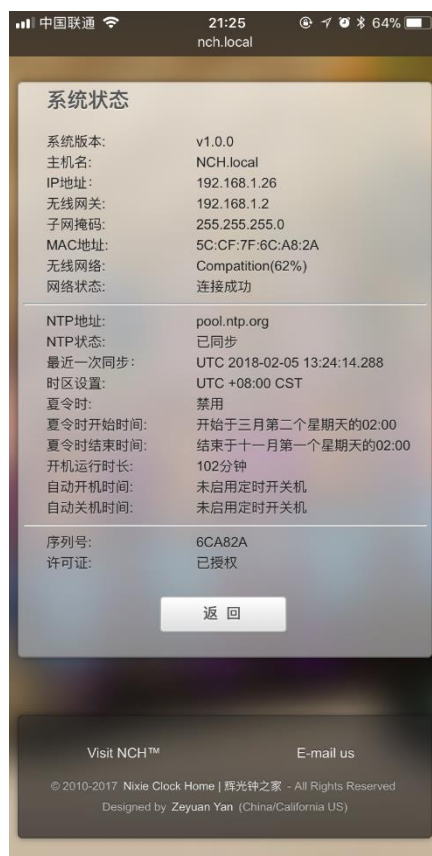 中国联通 21:25 64%
nch.local
系统状态
系统版本: v1.0.0
主机名: NCH.local
IP地址: 192.168.1.26
无线网关: 192.168.1.2
子网掩码: 255.255.255.0
MAC地址: 5C:CF:7F:6C:A8:2A
无线网络: Compatition(62%)
网络状态: 连接成功
NTP地址: pool.ntp.org
NTP状态: 已同步
最近一次同步: UTC 2018-02-05 13:24:14.288
时区设置: UTC +08:00 CST
夏令时: 禁用
夏令时开始时间: 开始于三月第二个星期天的02:00
夏令时结束时间: 结束于十一月第一个星期天的02:00
开机运行时长: 102分钟
自动开机时间: 未启用定时开关机
自动关机时间: 未启用定时开关机
序列号: 6CA82A
许可证: 已授权
返 回
Visit NCH™ E-mail us
© 2010-2017 Nixie Clock Home | 辉光钟之家 - All Rights Reserved
Designed by Zeyuan Yan (China/California US)